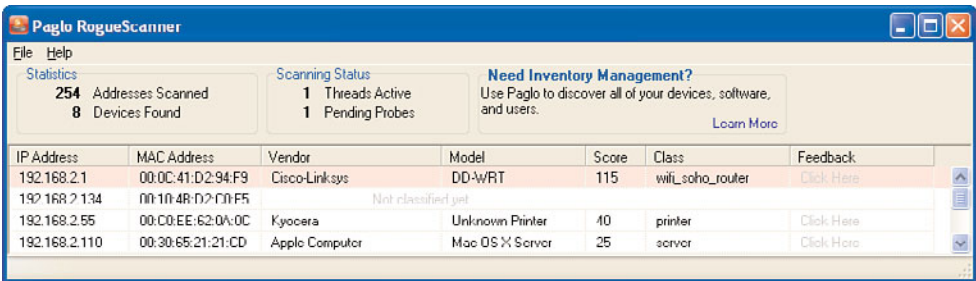 Paglo RogueScanner
File Help
Statistics
254 Addresses Scanned
8 Devices Found
Scanning Status
1 Threads Active
1 Pending Probes
Need Inventory Management?
Use Paglo to discover all of your devices, software,
and users.
Learn More
IP Address MAC Address Vendor Model Score Class Feedback
192.168.2.1 00:0C:41:D2:94:F9 Cisco-Linksys DD-WRT 115 wifi_soho_router Click Here
192.168.2.134 00:10:4B:D2:C0:F5 Not classified yet
192.168.2.55 00:C0:EE:62:0A:0C Kyocera Unknown Printer 40 printer Click Here
192.168.2.110 00:30:65:21:21:CD Apple Computer Mac OS X Server 25 server Click Here